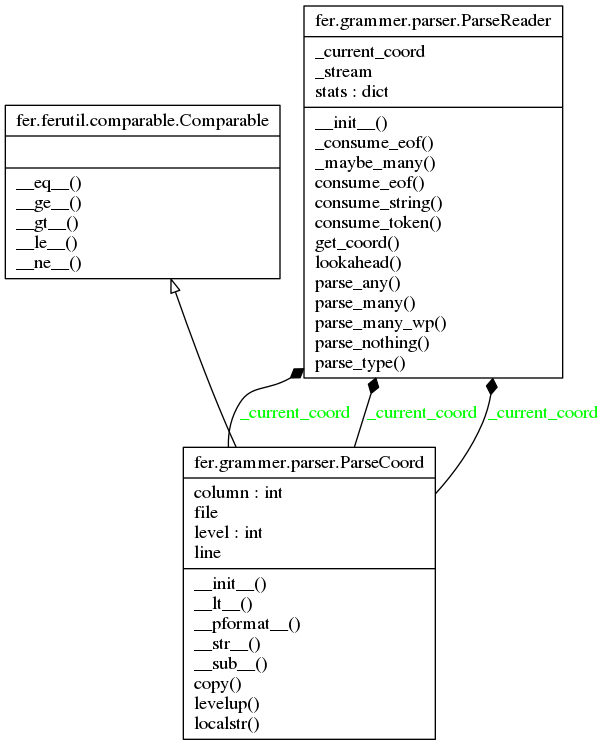 fer.grammer.parser.ParseReader
_current_coord
_stream
stats : dict
__init__()
_consume_eof()
_maybe_many()
consume_eof()
consume_string()
consume_token()
get_coord()
lookahead()
parse_any()
parse_many()
parse_many_wp()
parse_nothing()
parse_type()
fer.ferutil.comparable.Comparable
__eq__()
__ge__()
__gt__()
__le__()
__ne__()
_current_coord
_current_coord
_current_coord
fer.grammer.parser.ParseCoord
column : int
file
level : int
line
__init__()
__lt__()
__pformat__()
__str__()
__sub__()
copy()
levelup()
localstr()